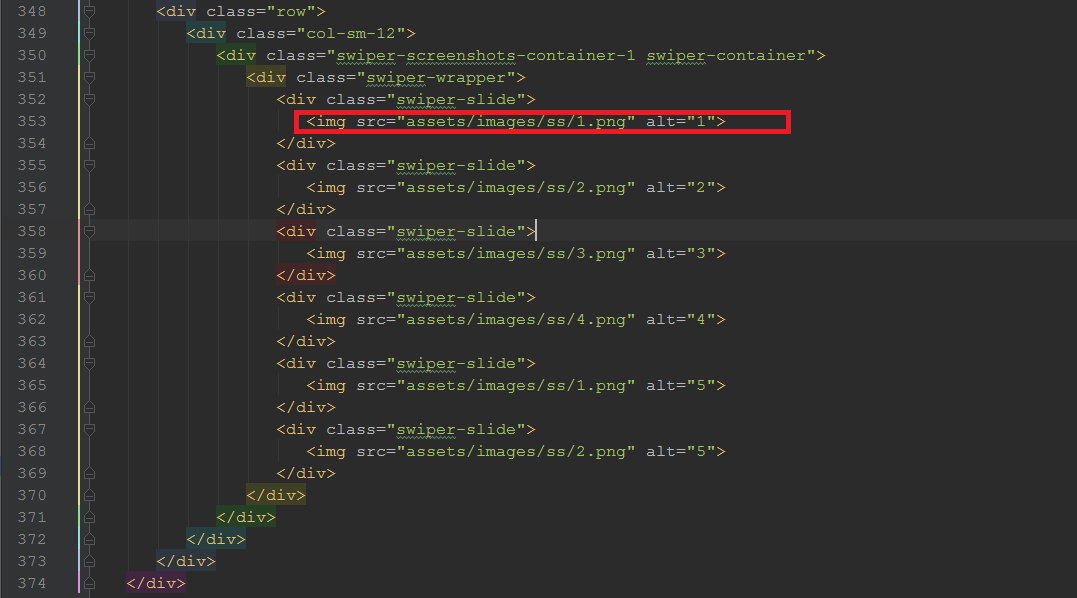 348 <div class="row">
349 <div class="col-sm-12">
350 <div class="swiper-screenshots-container-1 swiper-container">
351 <div class="swiper-wrapper">
352 <div class="swiper-slide">
353 <img src="assets/images/ss/1.png" alt="1">
354 </div>
355 <div class="swiper-slide">
356 <img src="assets/images/ss/2.png" alt="2">
357 </div>
358 <div class="swiper-slide">
359 <img src="assets/images/ss/3.png" alt="3">
360 </div>
361 <div class="swiper-slide">
362 <img src="assets/images/ss/4.png" alt="4">
363 </div>
364 <div class="swiper-slide">
365 <img src="assets/images/ss/1.png" alt="5">
366 </div>
367 <div class="swiper-slide">
368 <img src="assets/images/ss/2.png" alt="5">
369 </div>
370 </div>
371 </div>
372 </div>
373 </div>
374 </div>